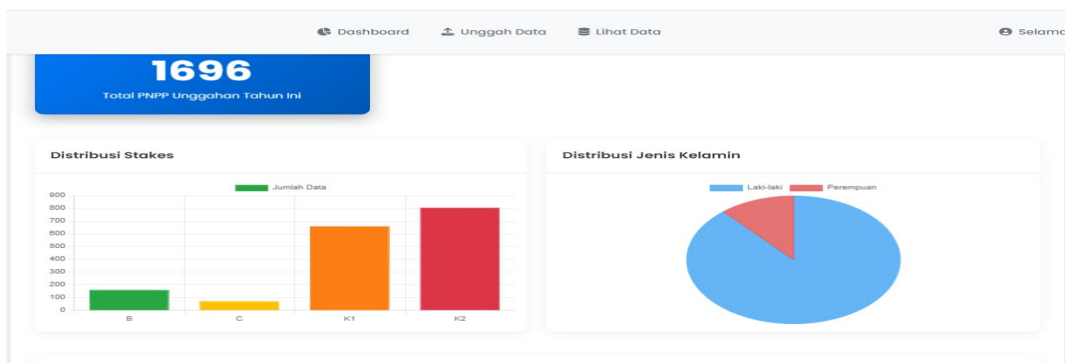 Dashboard Unggah Data Lihat Data Selama
1696
Total PNPP Unggahan Tahun Ini
Distribusi Stakes
Jumlah Data
900
800
700
600
500
400
300
200
100
0
B C K1 K2
Distribusi Jenis Kelamin
Laki-laki Perempuan